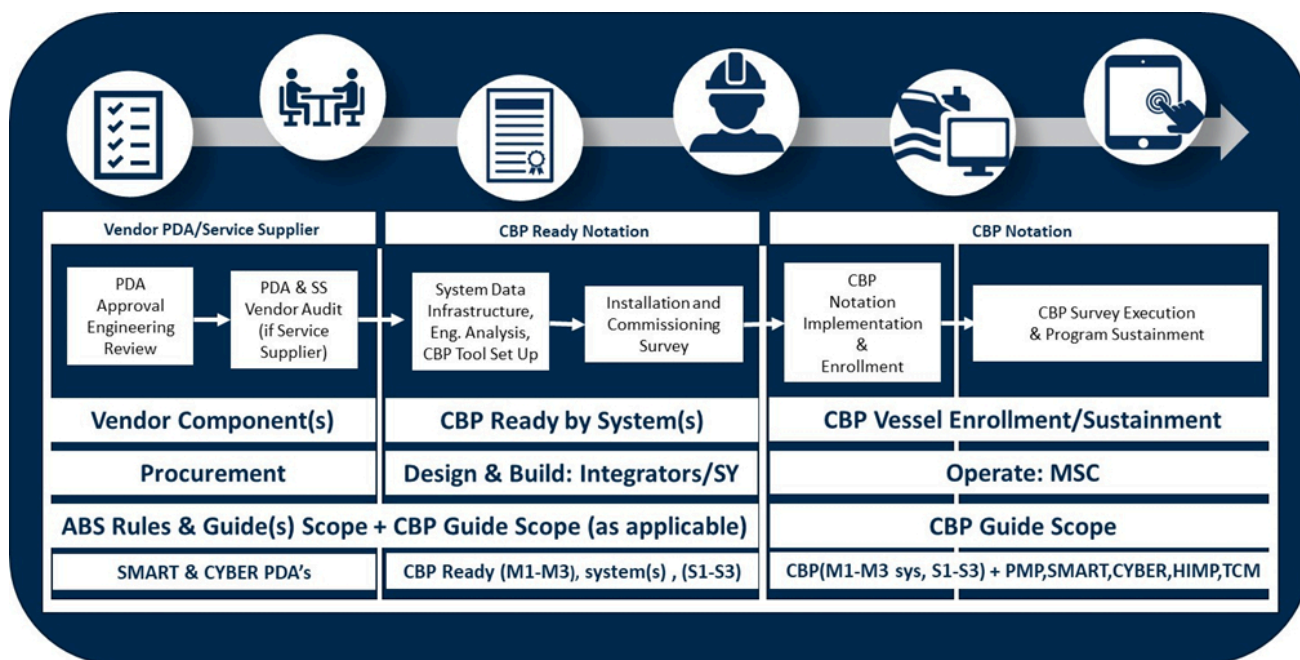 Vendor PDA/Service Supplier
CBP Ready Notation
CBP Notation
PDA
Approval
Engineering
Review
PDA & SS
Vendor Audit
(if Service
Supplier)
System Data
Infrastructure,
Eng. Analysis,
CBP Tool Set Up
Installation and
Commissioning
Survey
CBP
Notation
Implementation
&
Enrollment
CBP Survey Execution
& Program Sustainment
Vendor Component(s)
CBP Ready by System(s)
CBP Vessel Enrollment/Sustainment
Procurement
Design & Build: Integrators/SY
Operate: MSC
ABS Rules & Guide(s) Scope + CBP Guide Scope (as applicable)
CBP Guide Scope
SMART & CYBER PDA's
CBP Ready (M1-M3), system(s) , (S1-S3)
CBP(M1-M3 sys, S1-S3) + PMP,SMART,CYBER,HIMP,TCM